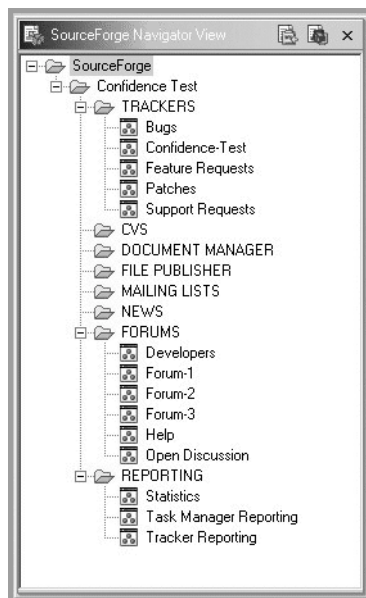 SourceForge Navigator View
SourceForge
Confidence Test
TRACKERS
Bugs
Confidence-Test
Feature Requests
Patches
Support Requests
CVS
DOCUMENT MANAGER
FILE PUBLISHER
MAILING LISTS
NEWS
FORUMS
Developers
Forum-1
Forum-2
Forum-3
Help
Open Discussion
REPORTING
Statistics
Task Manager Reporting
Tracker Reporting